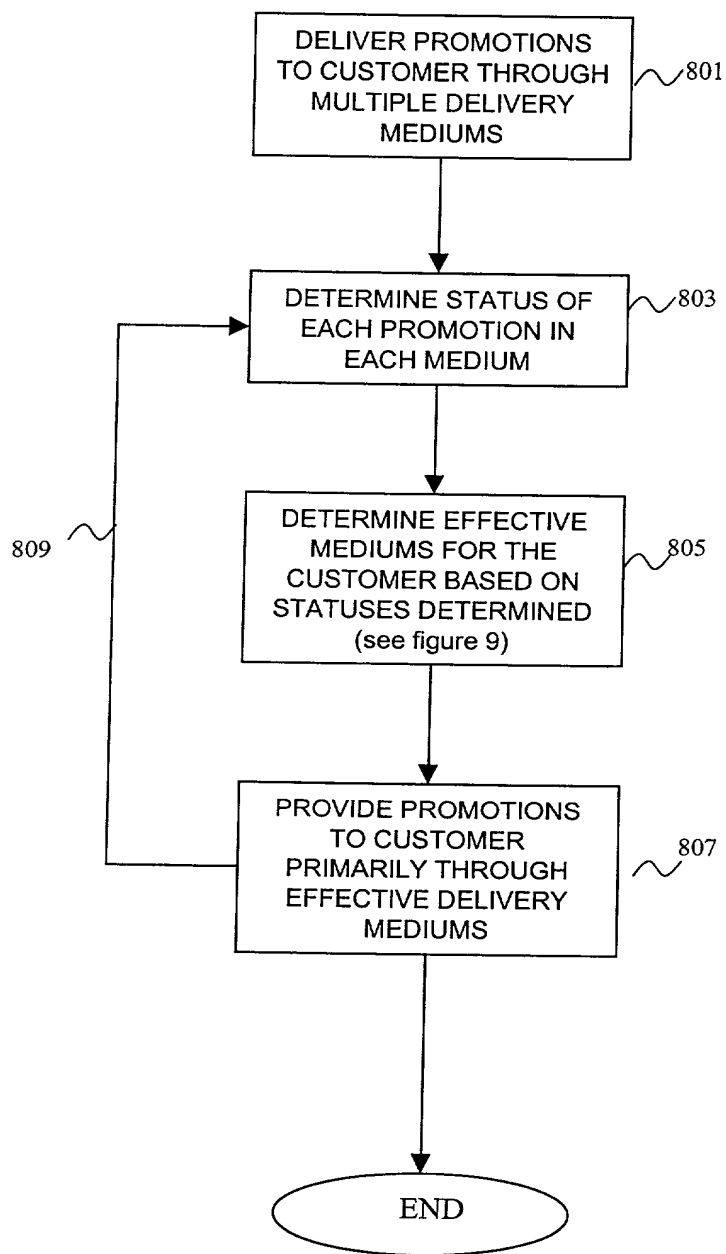 DELIVER PROMOTIONS
TO CUSTOMER THROUGH
MULTIPLE DELIVERY
MEDIUMS
801
DETERMINE STATUS OF
EACH PROMOTION IN
EACH MEDIUM
803
DETERMINE EFFECTIVE
MEDIUMS FOR THE
CUSTOMER BASED ON
STATUSES DETERMINED
(see figure 9)
805
809
PROVIDE PROMOTIONS
TO CUSTOMER
PRIMARILY THROUGH
EFFECTIVE DELIVERY
MEDIUMS
807
END